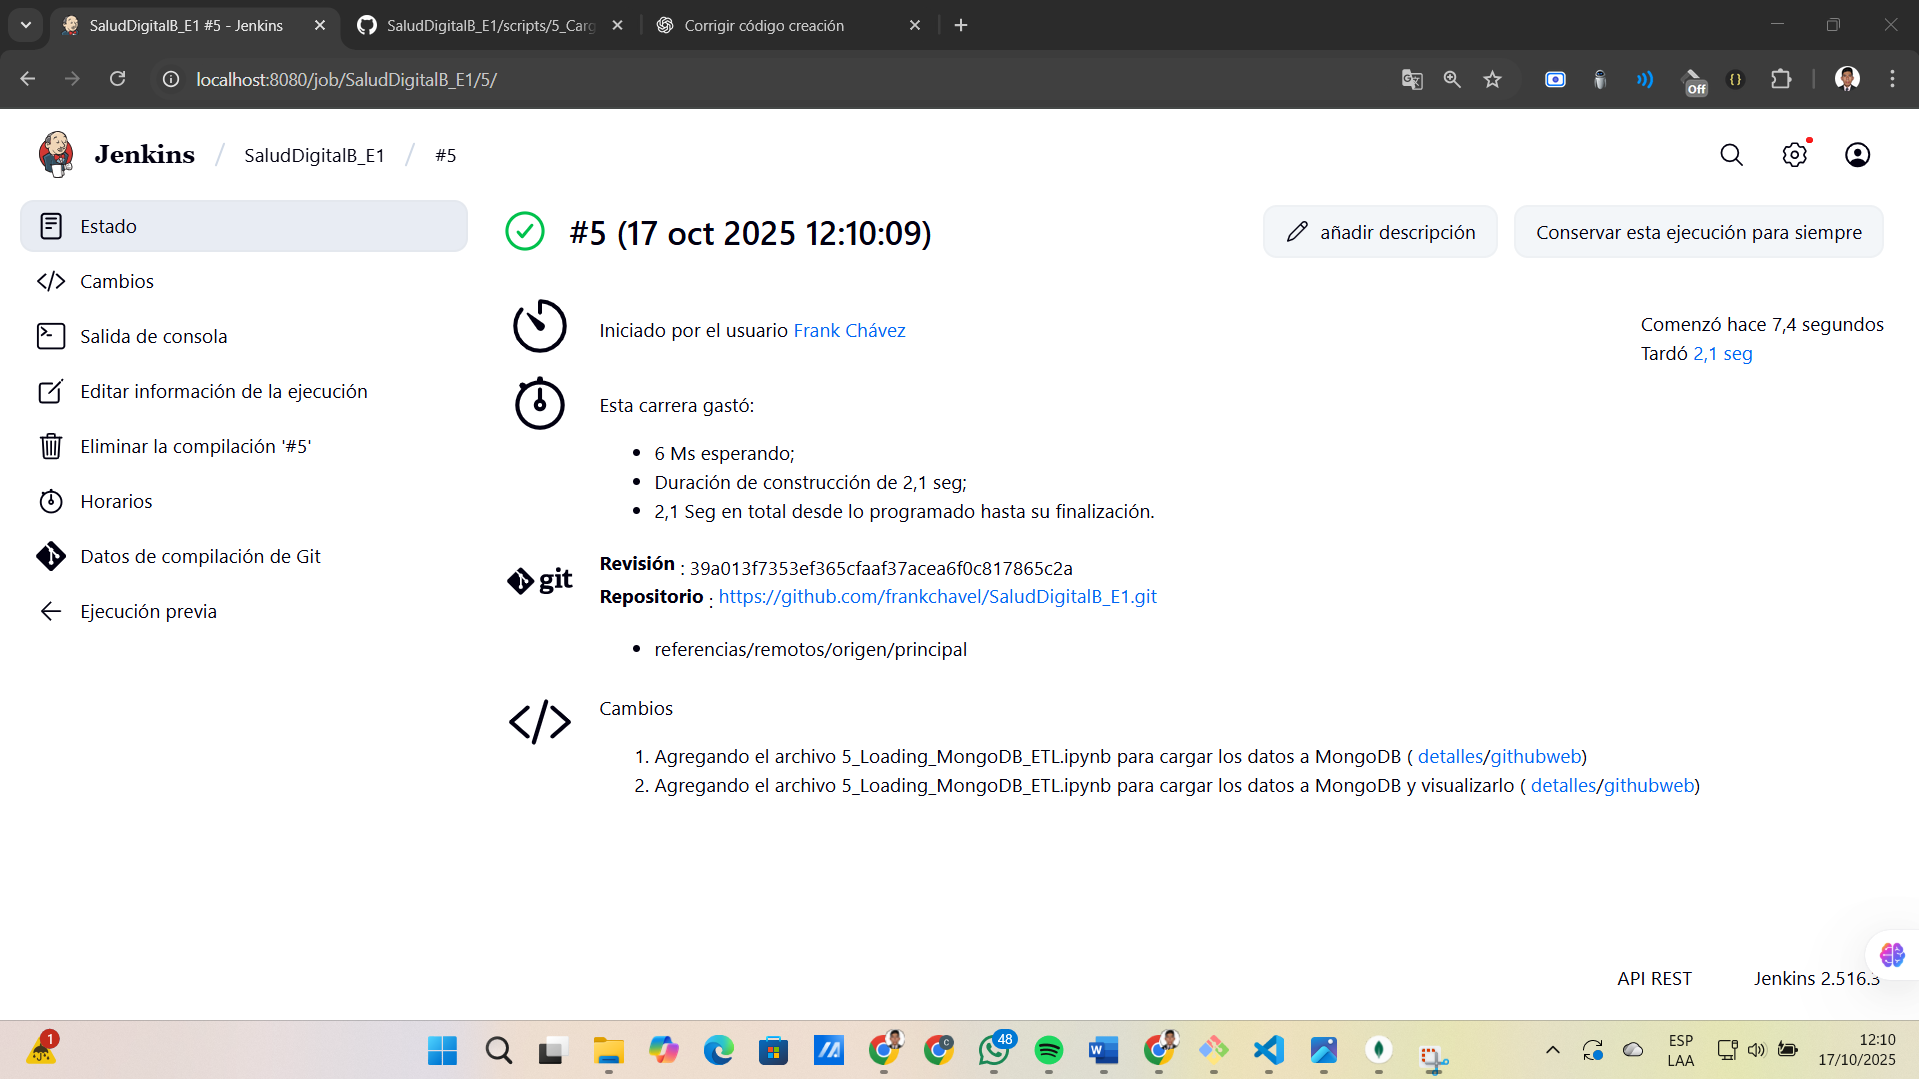 SaludDigitalB_E1 #5 - Jenkins
SaludDigitalB_E1/scripts/5_Carg
Corrigir código creación
localhost:8080/job/SaludDigitalB_E1/5/
Off
Jenkins / SaludDigitalB_E1 / #5
Estado
Cambios
Salida de consola
Editar información de la ejecución
Eliminar la compilación '#5'
Horarios
Datos de compilación de Git
Ejecución previa
#5 (17 oct 2025 12:10:09)
añadir descripción
Conservar esta ejecución para siempre
Iniciado por el usuario Frank Chávez
Comenzó hace 7,4 segundos
Tardó 2,1 seg
Esta carrera gastó:
6 Ms esperando;
Duración de construcción de 2,1 seg;
2,1 Seg en total desde lo programado hasta su finalización.
git
Revisión : 39a013f7353ef365cfaaf37acea6f0c817865c2a
Repositorio : https://github.com/frankchavel/SaludDigitalB_E1.git
referencias/remotos/origen/principal
Cambios
1. Agregando el archivo 5_Loading_MongoDB_ETL.ipynb para cargar los datos a MongoDB ( detalles/githubweb)
2. Agregando el archivo 5_Loading_MongoDB_ETL.ipynb para cargar los datos a MongoDB y visualizarlo ( detalles/githubweb)
API REST
Jenkins 2.516.3
1
48
ESP
LAA
12:10
17/10/2025